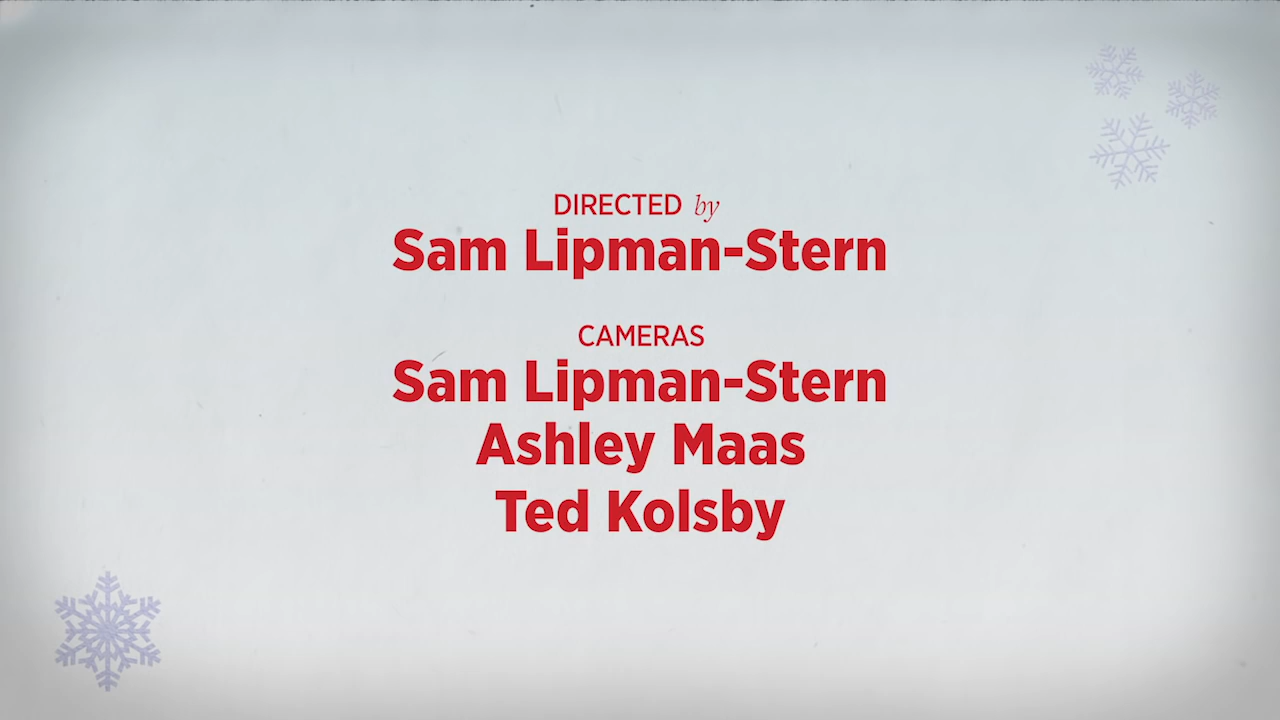 DIRECTED by
Sam Lipman-Stern
CAMERAS
Sam Lipman-Stern
Ashley Maas
Ted Kolsby